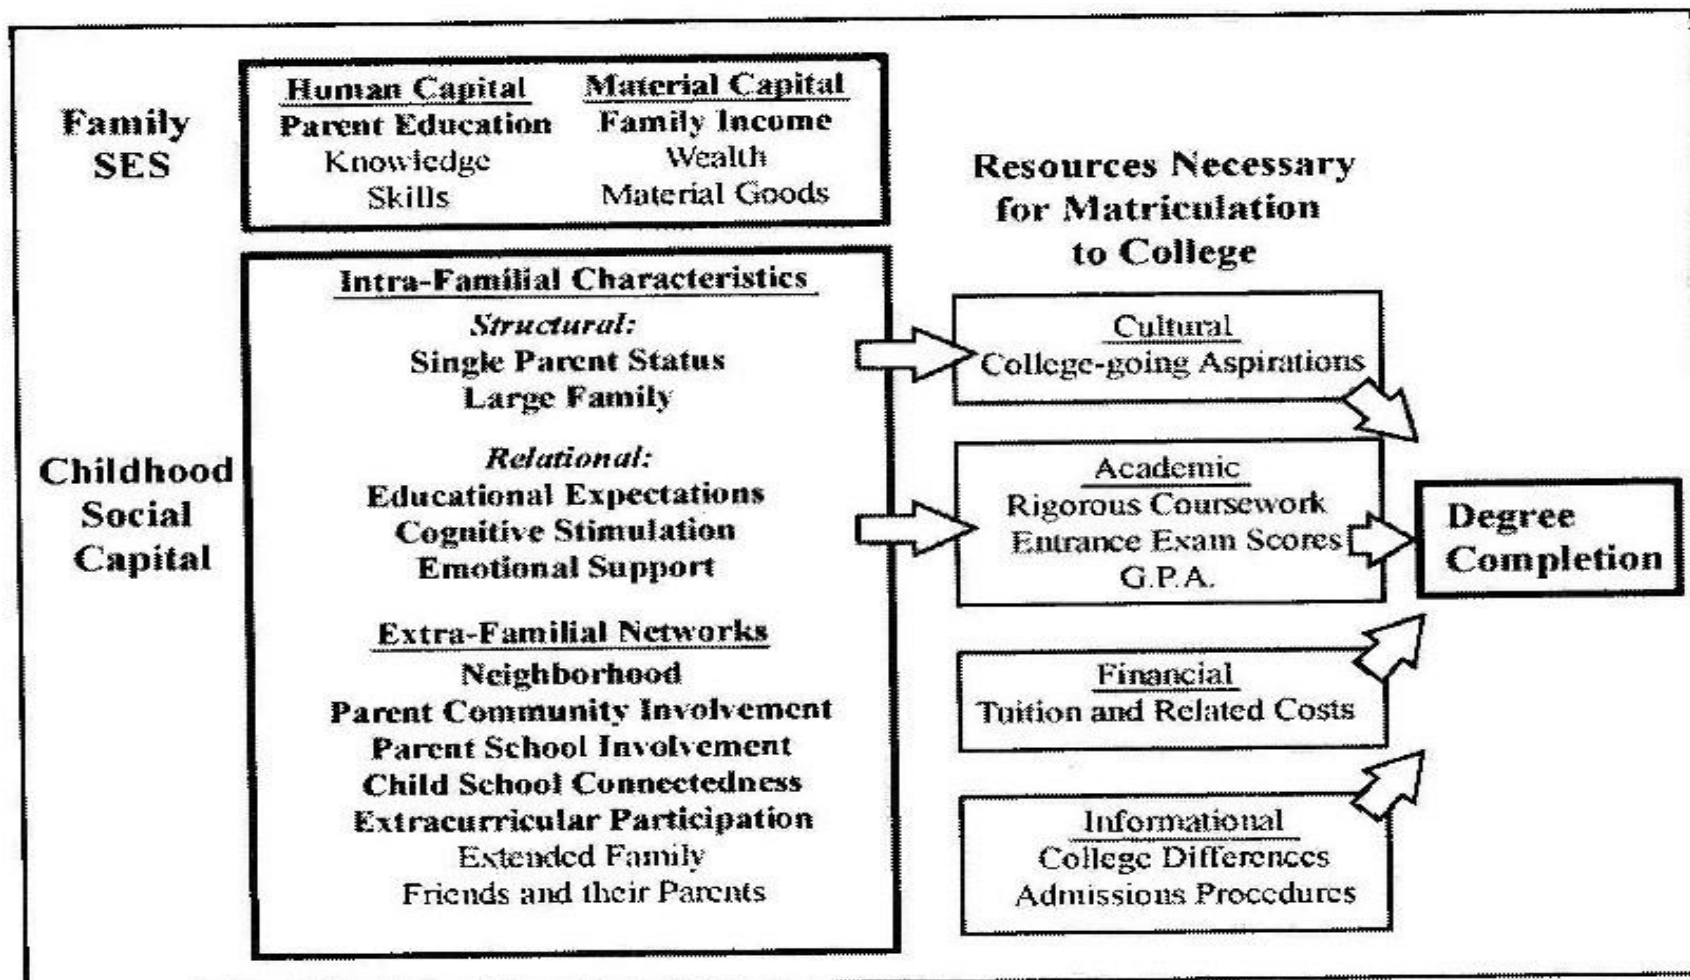 Family
SES
Human Capital
Parent Education
Knowledge
Skills
Material Capital
Family Income
Wealth
Material Goods
Childhood
Social
Capital
Intra-Familial Characteristics
Structural:
Single Parent Status
Large Family
Relational:
Educational Expectations
Cognitive Stimulation
Emotional Support
Extra-Familial Networks
Neighborhood
Parent Community Involvement
Parent School Involvement
Child School Connectedness
Extracurricular Participation
Extended Family
Friends and their Parents
Resources Necessary
for Matriculation
to College
Cultural
College-going Aspirations
Academic
Rigorous Coursework
Entrance Exam Scores
G.P.A.
Financial
Tuition and Related Costs
Informational
College Differences
Admissions Procedures
Degree
Completion